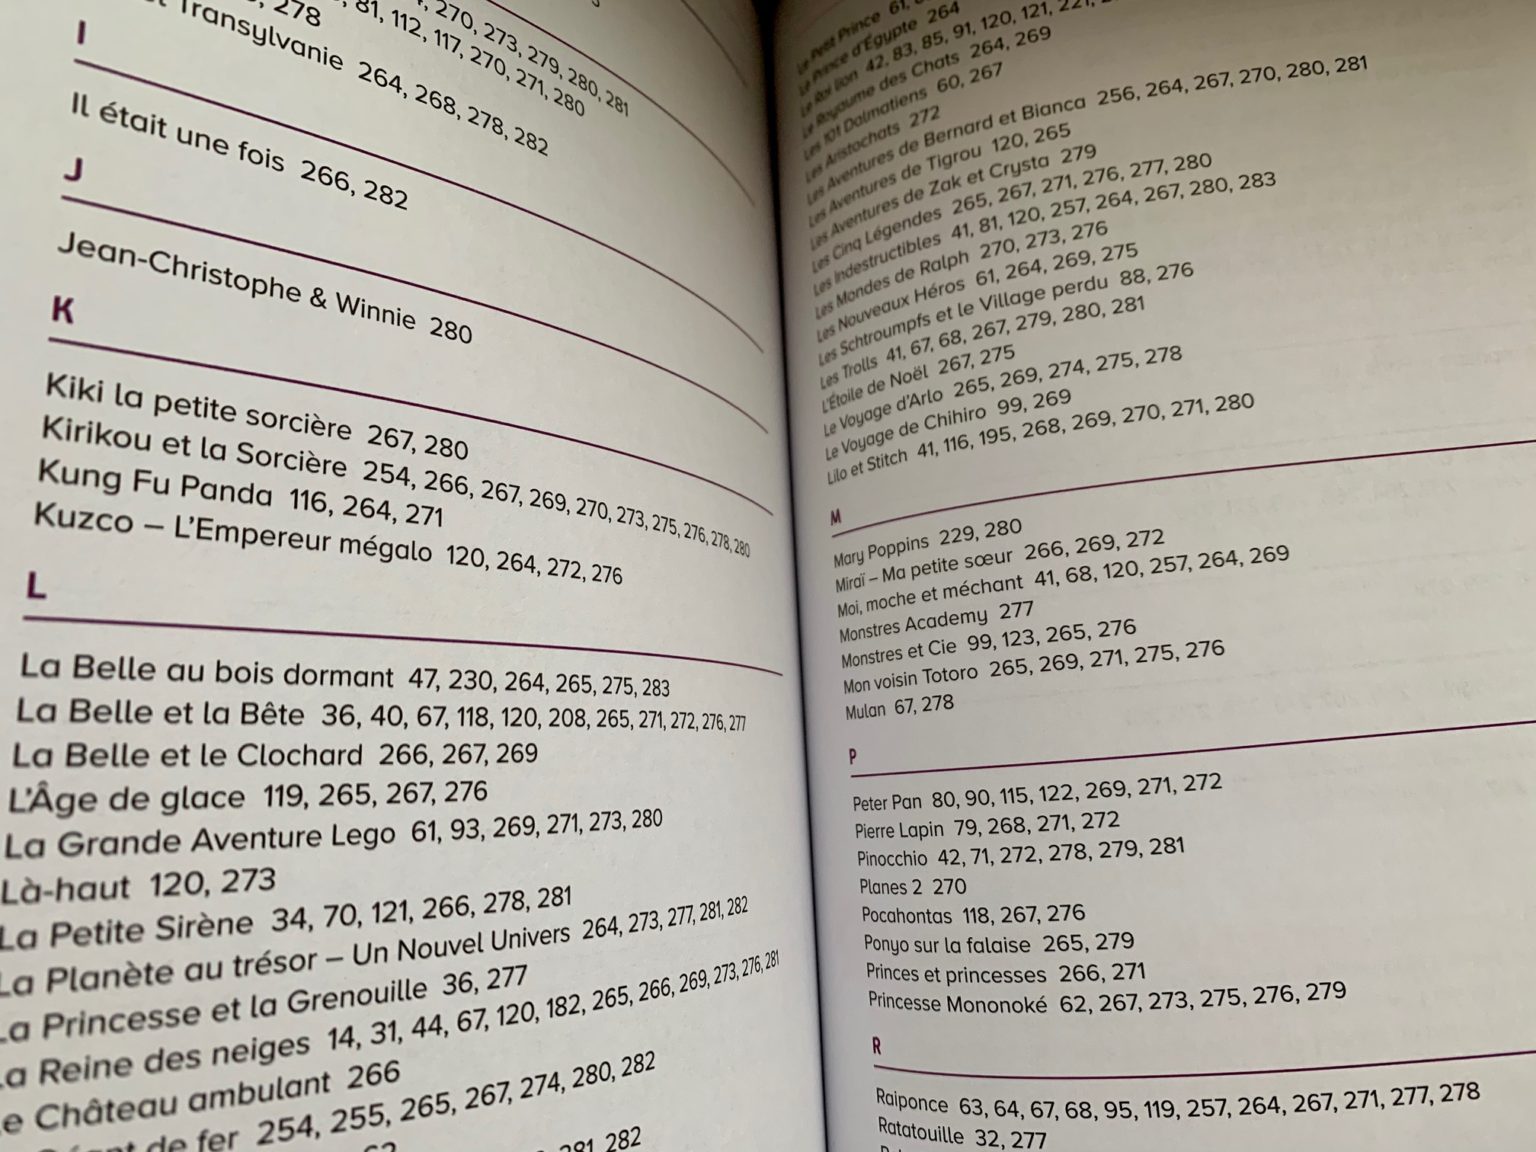 270, 273, 279, 280, 281
81, 112, 117, 270, 271, 280
278
Transylvanie 264, 268, 278, 282
I
Il était une fois 266, 282
J
Jean-Christophe & Winnie 280
K
Kiki la petite sorcière 267, 280
Kirikou et la Sorcière 254, 266, 267, 269, 270, 273, 275, 276, 278, 280
Kung Fu Panda 116, 264, 271
Kuzco – L'Empereur mégalo 120, 264, 272, 276
L
La Belle au bois dormant 47, 230, 264, 265, 275, 283
La Belle et la Bête 36, 40, 67, 118, 120, 208, 265, 271, 272, 276, 277
La Belle et le Clochard 266, 267, 269
L'Âge de glace 119, 265, 267, 276
La Grande Aventure Lego 61, 93, 269, 271, 273, 280
Là-haut 120, 273
La Petite Sirène 34, 70, 121, 266, 278, 281
La Planète au trésor – Un Nouvel Univers 264, 273, 277, 281, 282
La Princesse et la Grenouille 36, 277
La Reine des neiges 14, 31, 44, 67, 120, 182, 265, 266, 269, 273, 276, 281
Le Château ambulant 266
Géant de fer 254, 255, 265, 267, 274, 280, 282
281, 282
Le Petit Prince 61,
Le Prince d'Égypte 264
Le Roi lion 42, 83, 85, 91, 120, 121, 221,
Le Royaume des Chats 264, 269
Les 101 Dalmatiens 60, 267
Les Aristochats 272
Les Aventures de Bernard et Bianca 256, 264, 267, 270, 280, 281
Les Aventures de Tigrou 120, 265
Les Aventures de Zak et Crysta 279
Les Cinq Légendes 265, 267, 271, 276, 277, 280
Les Indestructibles 41, 81, 120, 257, 264, 267, 280, 283
Les Mondes de Ralph 270, 273, 276
Les Nouveaux Héros 61, 264, 269, 275
Les Schtroumpfs et le Village perdu 88, 276
Les Trolls 41, 67, 68, 267, 279, 280, 281
L'Étoile de Noël 267, 275
Le Voyage d'Arlo 265, 269, 274, 275, 278
Le Voyage de Chihiro 99, 269
Lilo et Stitch 41, 116, 195, 268, 269, 270, 271, 280
M
Mary Poppins 229, 280
Miraï – Ma petite sœur 266, 269, 272
Moi, moche et méchant 41, 68, 120, 257, 264, 269
Monstres Academy 277
Monstres et Cie 99, 123, 265, 276
Mon voisin Totoro 265, 269, 271, 275, 276
Mulan 67, 278
P
Peter Pan 80, 90, 115, 122, 269, 271, 272
Pierre Lapin 79, 268, 271, 272
Pinocchio 42, 71, 272, 278, 279, 281
Planes 2 270
Pocahontas 118, 267, 276
Ponyo sur la falaise 265, 279
Princes et princesses 266, 271
Princesse Mononoké 62, 267, 273, 275, 276, 279
R
Raiponce 63, 64, 67, 68, 95, 119, 257, 264, 267, 271, 277, 278
Ratatouille 32, 277